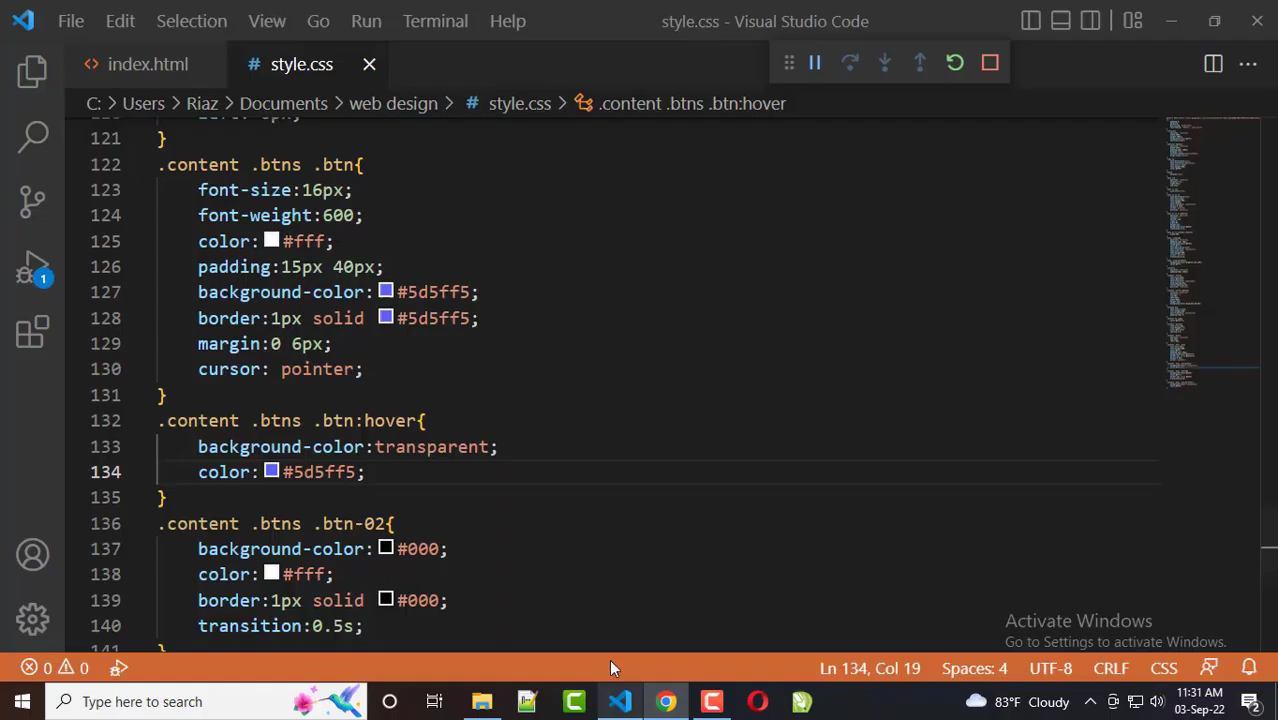 File Edit Selection View Go Run Terminal Help style.css - Visual Studio Code
index.html style.css
C: > Users > Riaz > Documents > web design > style.css > .content .btns .btn:hover
121 }
122 .content .btns .btn{
123 font-size:16px;
124 font-weight:600;
125 color: #fff;
126 padding:15px 40px;
127 background-color: #5d5ff5;
128 border:1px solid #5d5ff5;
129 margin:0 6px;
130 cursor: pointer;
131 }
132 .content .btns .btn:hover{
133 background-color:transparent;
134 color: #5d5ff5;
135 }
136 .content .btns .btn-02{
137 background-color: #000;
138 color: #fff;
139 border:1px solid #000;
140 transition:0.5s;
1
Activate Windows
Go to Settings to activate Windows.
0 0 Ln 134, Col 19 Spaces: 4 UTF-8 CRLF CSS
Type here to search 83°F Cloudy 11:31 AM
03-Sep-22 2